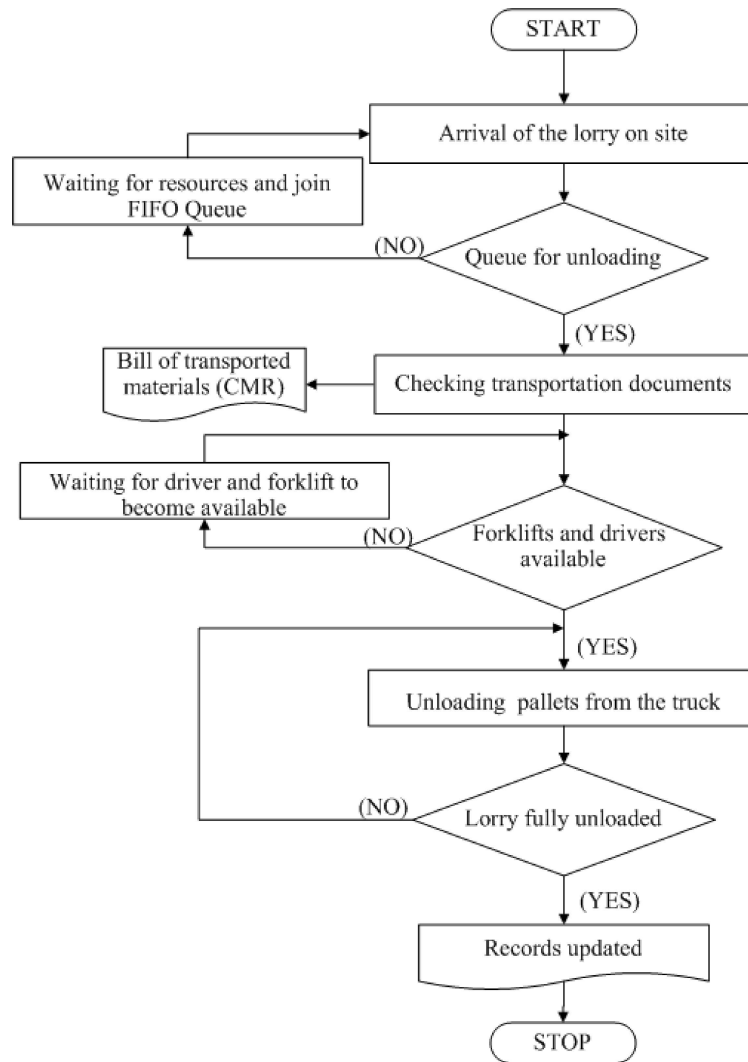 START
Arrival of the lorry on site
Waiting for resources and join
FIFO Queue
(NO)
Queue for unloading
(YES)
Bill of transported
materials (CMR)
Checking transportation documents
Waiting for driver and forklift to
become available
(NO)
Forklifts and drivers
available
(YES)
Unloading pallets from the truck
(NO)
Lorry fully unloaded
(YES)
Records updated
STOP